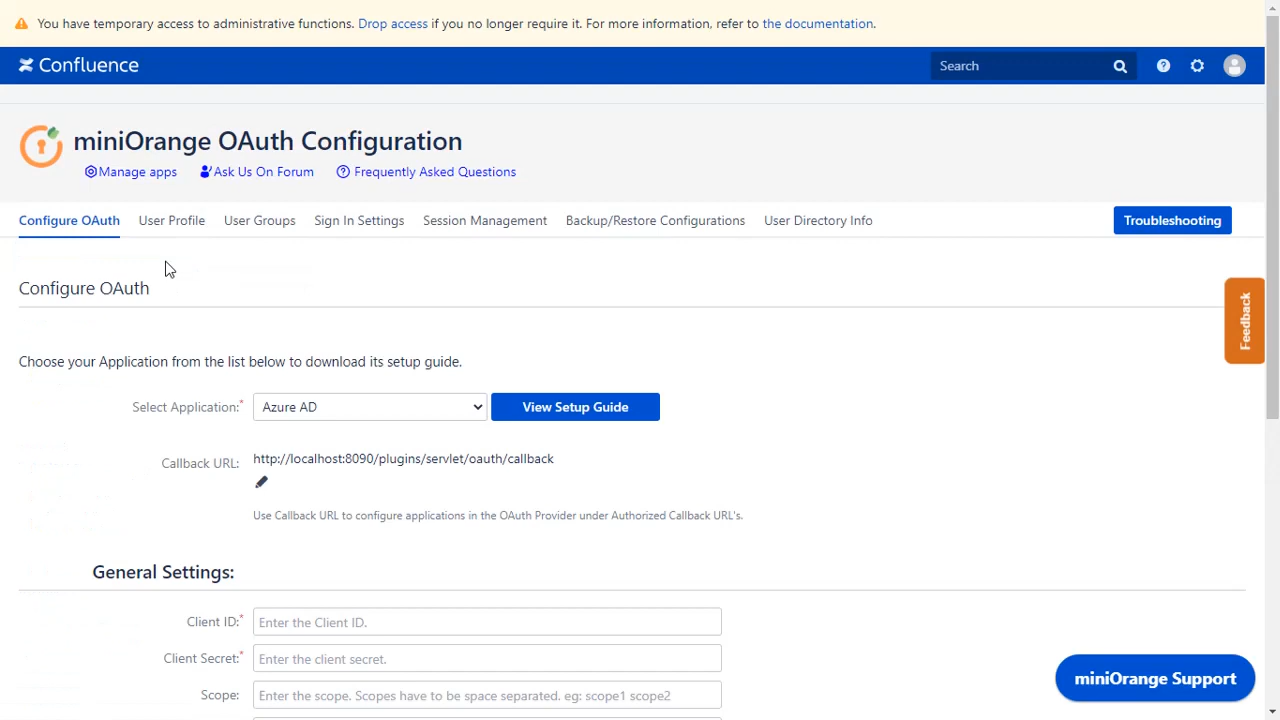 You have temporary access to administrative functions. Drop access if you no longer require it. For more information, refer to the documentation.
Confluence
Search
miniOrange OAuth Configuration
Manage apps Ask Us On Forum Frequently Asked Questions
Configure OAuth User Profile User Groups Sign In Settings Session Management Backup/Restore Configurations User Directory Info Troubleshooting
Configure OAuth
Feedback
Choose your Application from the list below to download its setup guide.
Select Application:* Azure AD View Setup Guide
Callback URL: http://localhost:8090/plugins/servlet/oauth/callback
Use Callback URL to configure applications in the OAuth Provider under Authorized Callback URL's.
General Settings:
Client ID:* Enter the Client ID.
Client Secret:* Enter the client secret.
Scope: Enter the scope. Scopes have to be space separated. eg: scope1 scope2
miniOrange Support